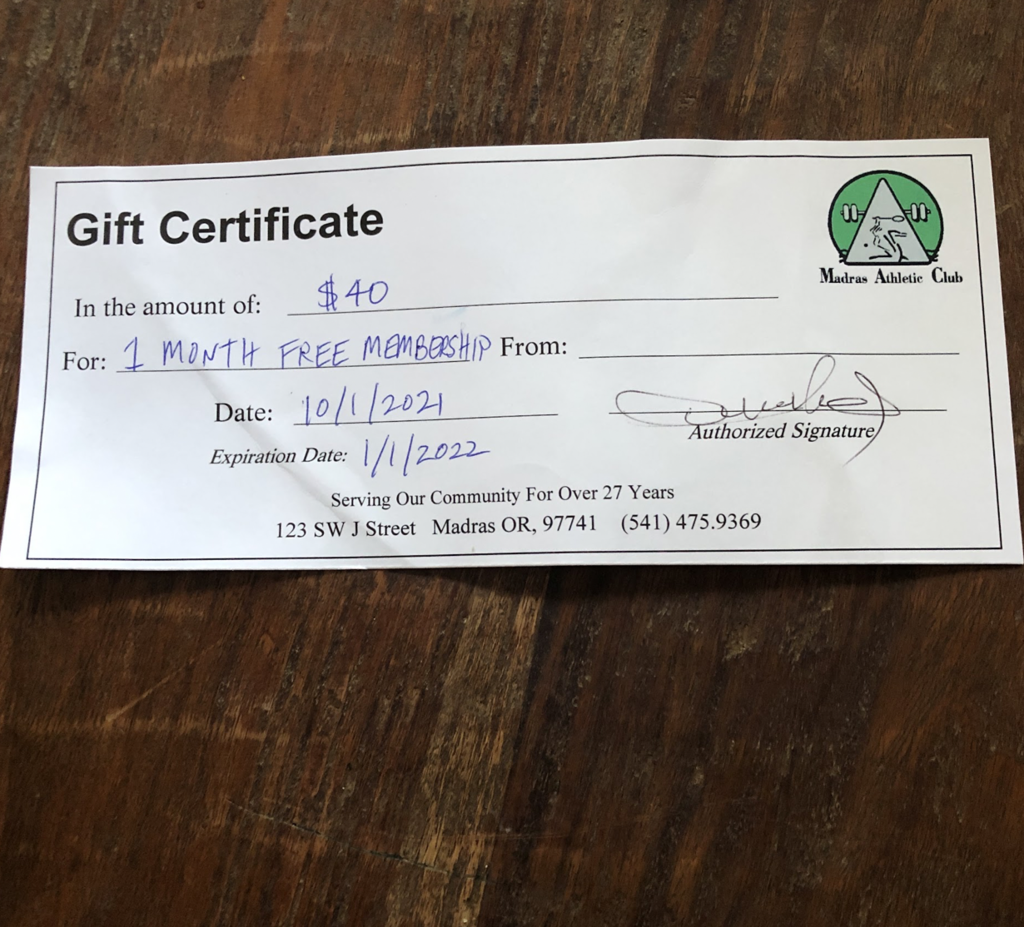 Gift Certificate
Madras Athletic Club
In the amount of: $40
For: 1 MONTH FREE MEMBERSHIP From:
Date: 10/1/2021
Authorized Signature
Expiration Date: 1/1/2022
Serving Our Community For Over 27 Years
123 SW J Street Madras OR, 97741 (541) 475.9369